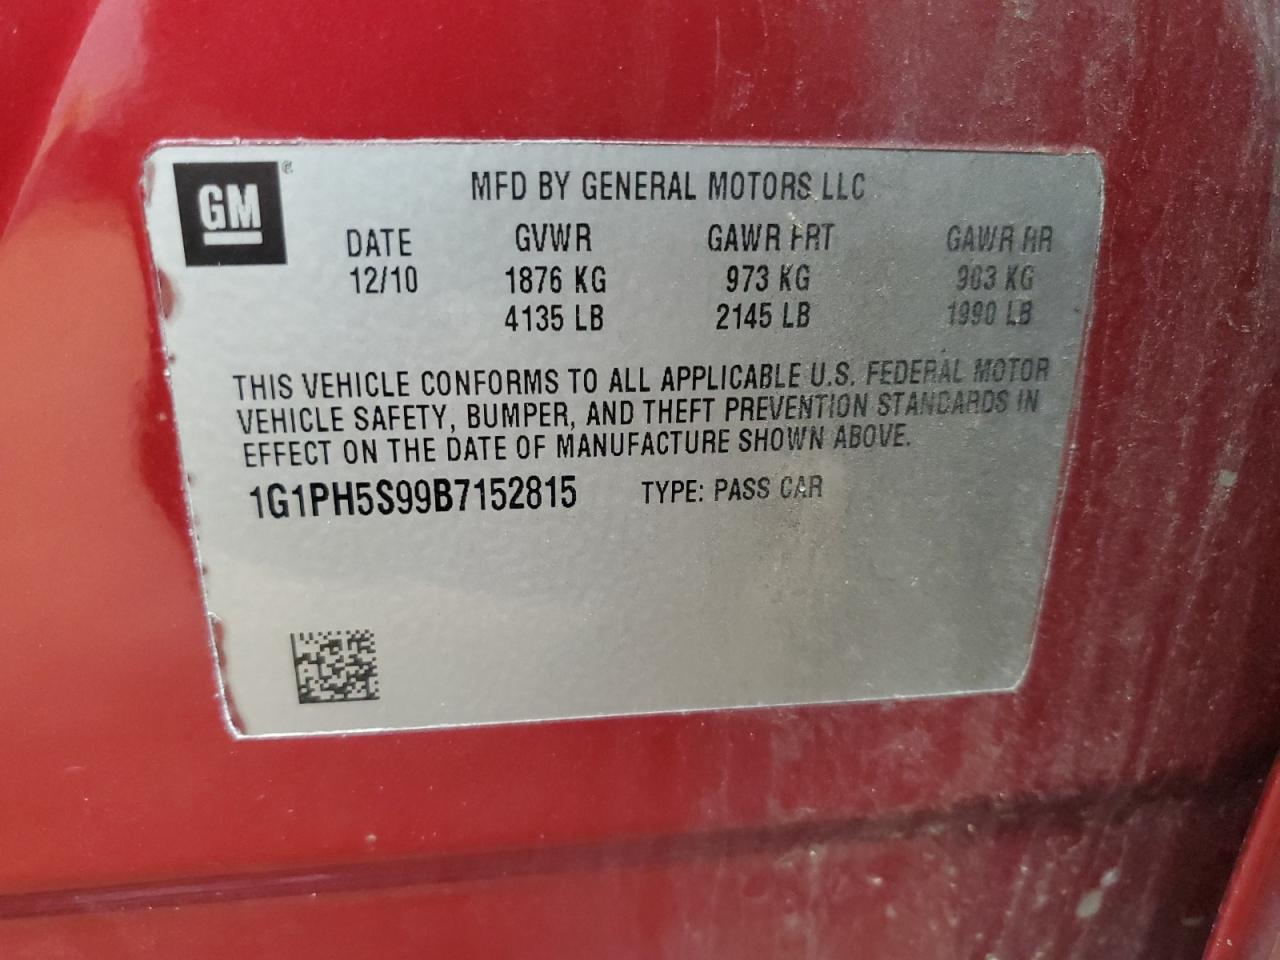 GM ®
MFD BY GENERAL MOTORS LLC
DATE GVWR GAWR FRT GAWR RR
12/10 1876 KG 973 KG 903 KG
4135 LB 2145 LB 1990 LB
THIS VEHICLE CONFORMS TO ALL APPLICABLE U.S. FEDERAL MOTOR
VEHICLE SAFETY, BUMPER, AND THEFT PREVENTION STANDARDS IN
EFFECT ON THE DATE OF MANUFACTURE SHOWN ABOVE.
1G1PH5S99B7152815 TYPE: PASS CAR